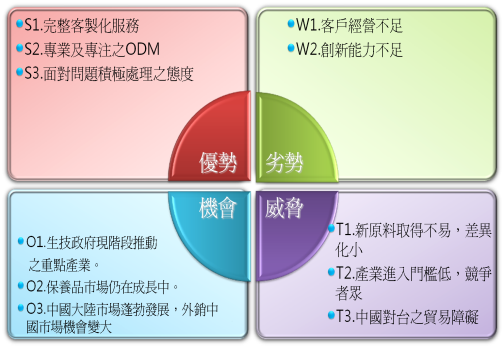 S1.完整客製化服務
S2.專業及專注之ODM
S3.面對問題積極處理之態度
W1.客戶經營不足
W2.創新能力不足
優勢
劣勢
機會
威脅
O1.生技政府現階段推動
之重點產業。
O2.保養品市場仍在成長中。
O3.中國大陸市場蓬勃發展，外銷中
國市場機會變大
T1.新原料取得不易，差異
化小
T2.產業進入門檻低，競爭
者眾
T3.中國對台之貿易障礙